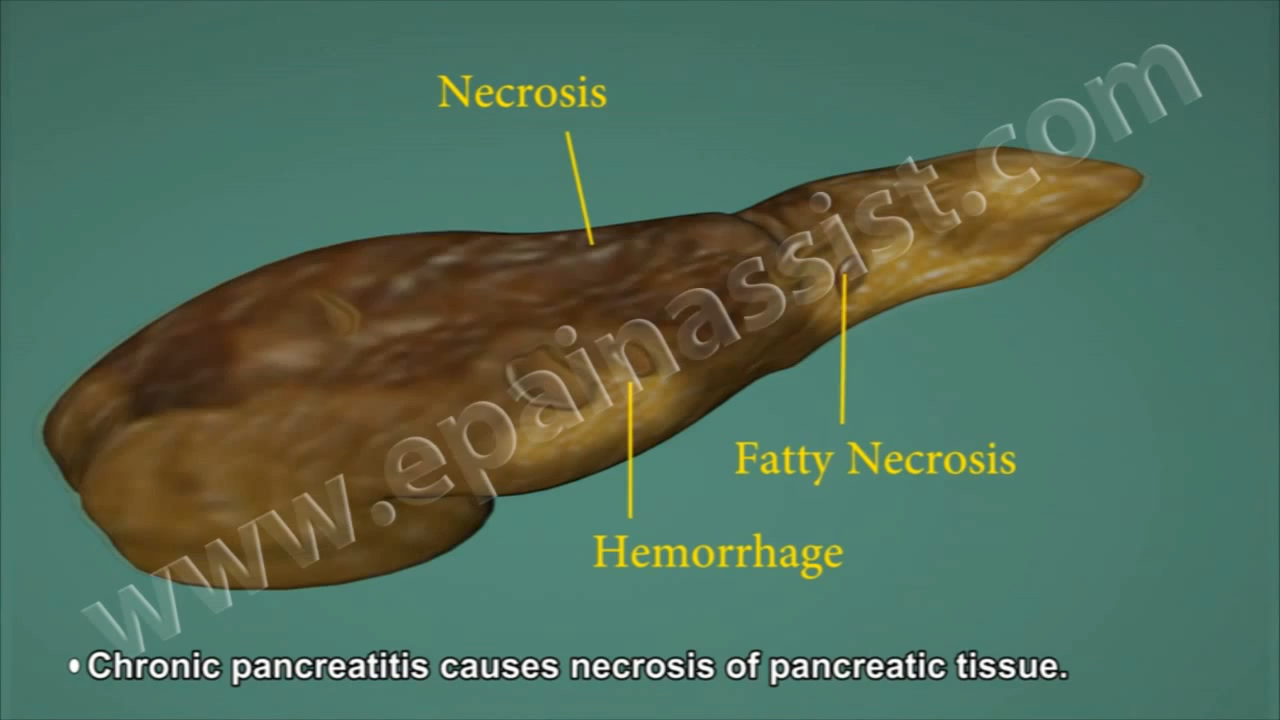 Necrosis
www.epainassist.com
Fatty Necrosis
Hemorrhage
• Chronic pancreatitis causes necrosis of pancreatic tissue.